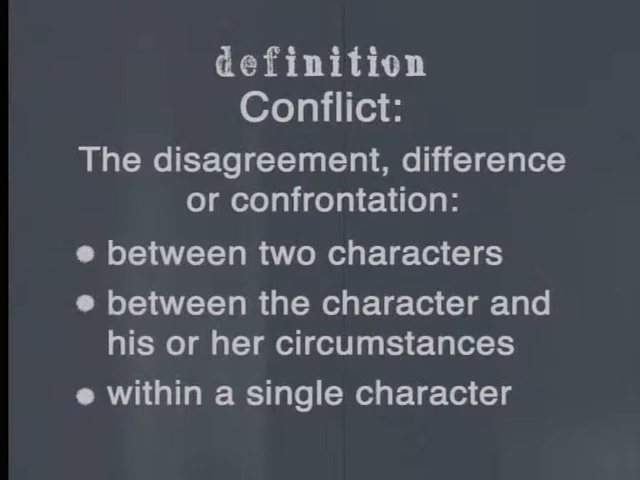 definition
Conflict:
The disagreement, difference
or confrontation:
between two characters
between the character and
his or her circumstances
within a single character